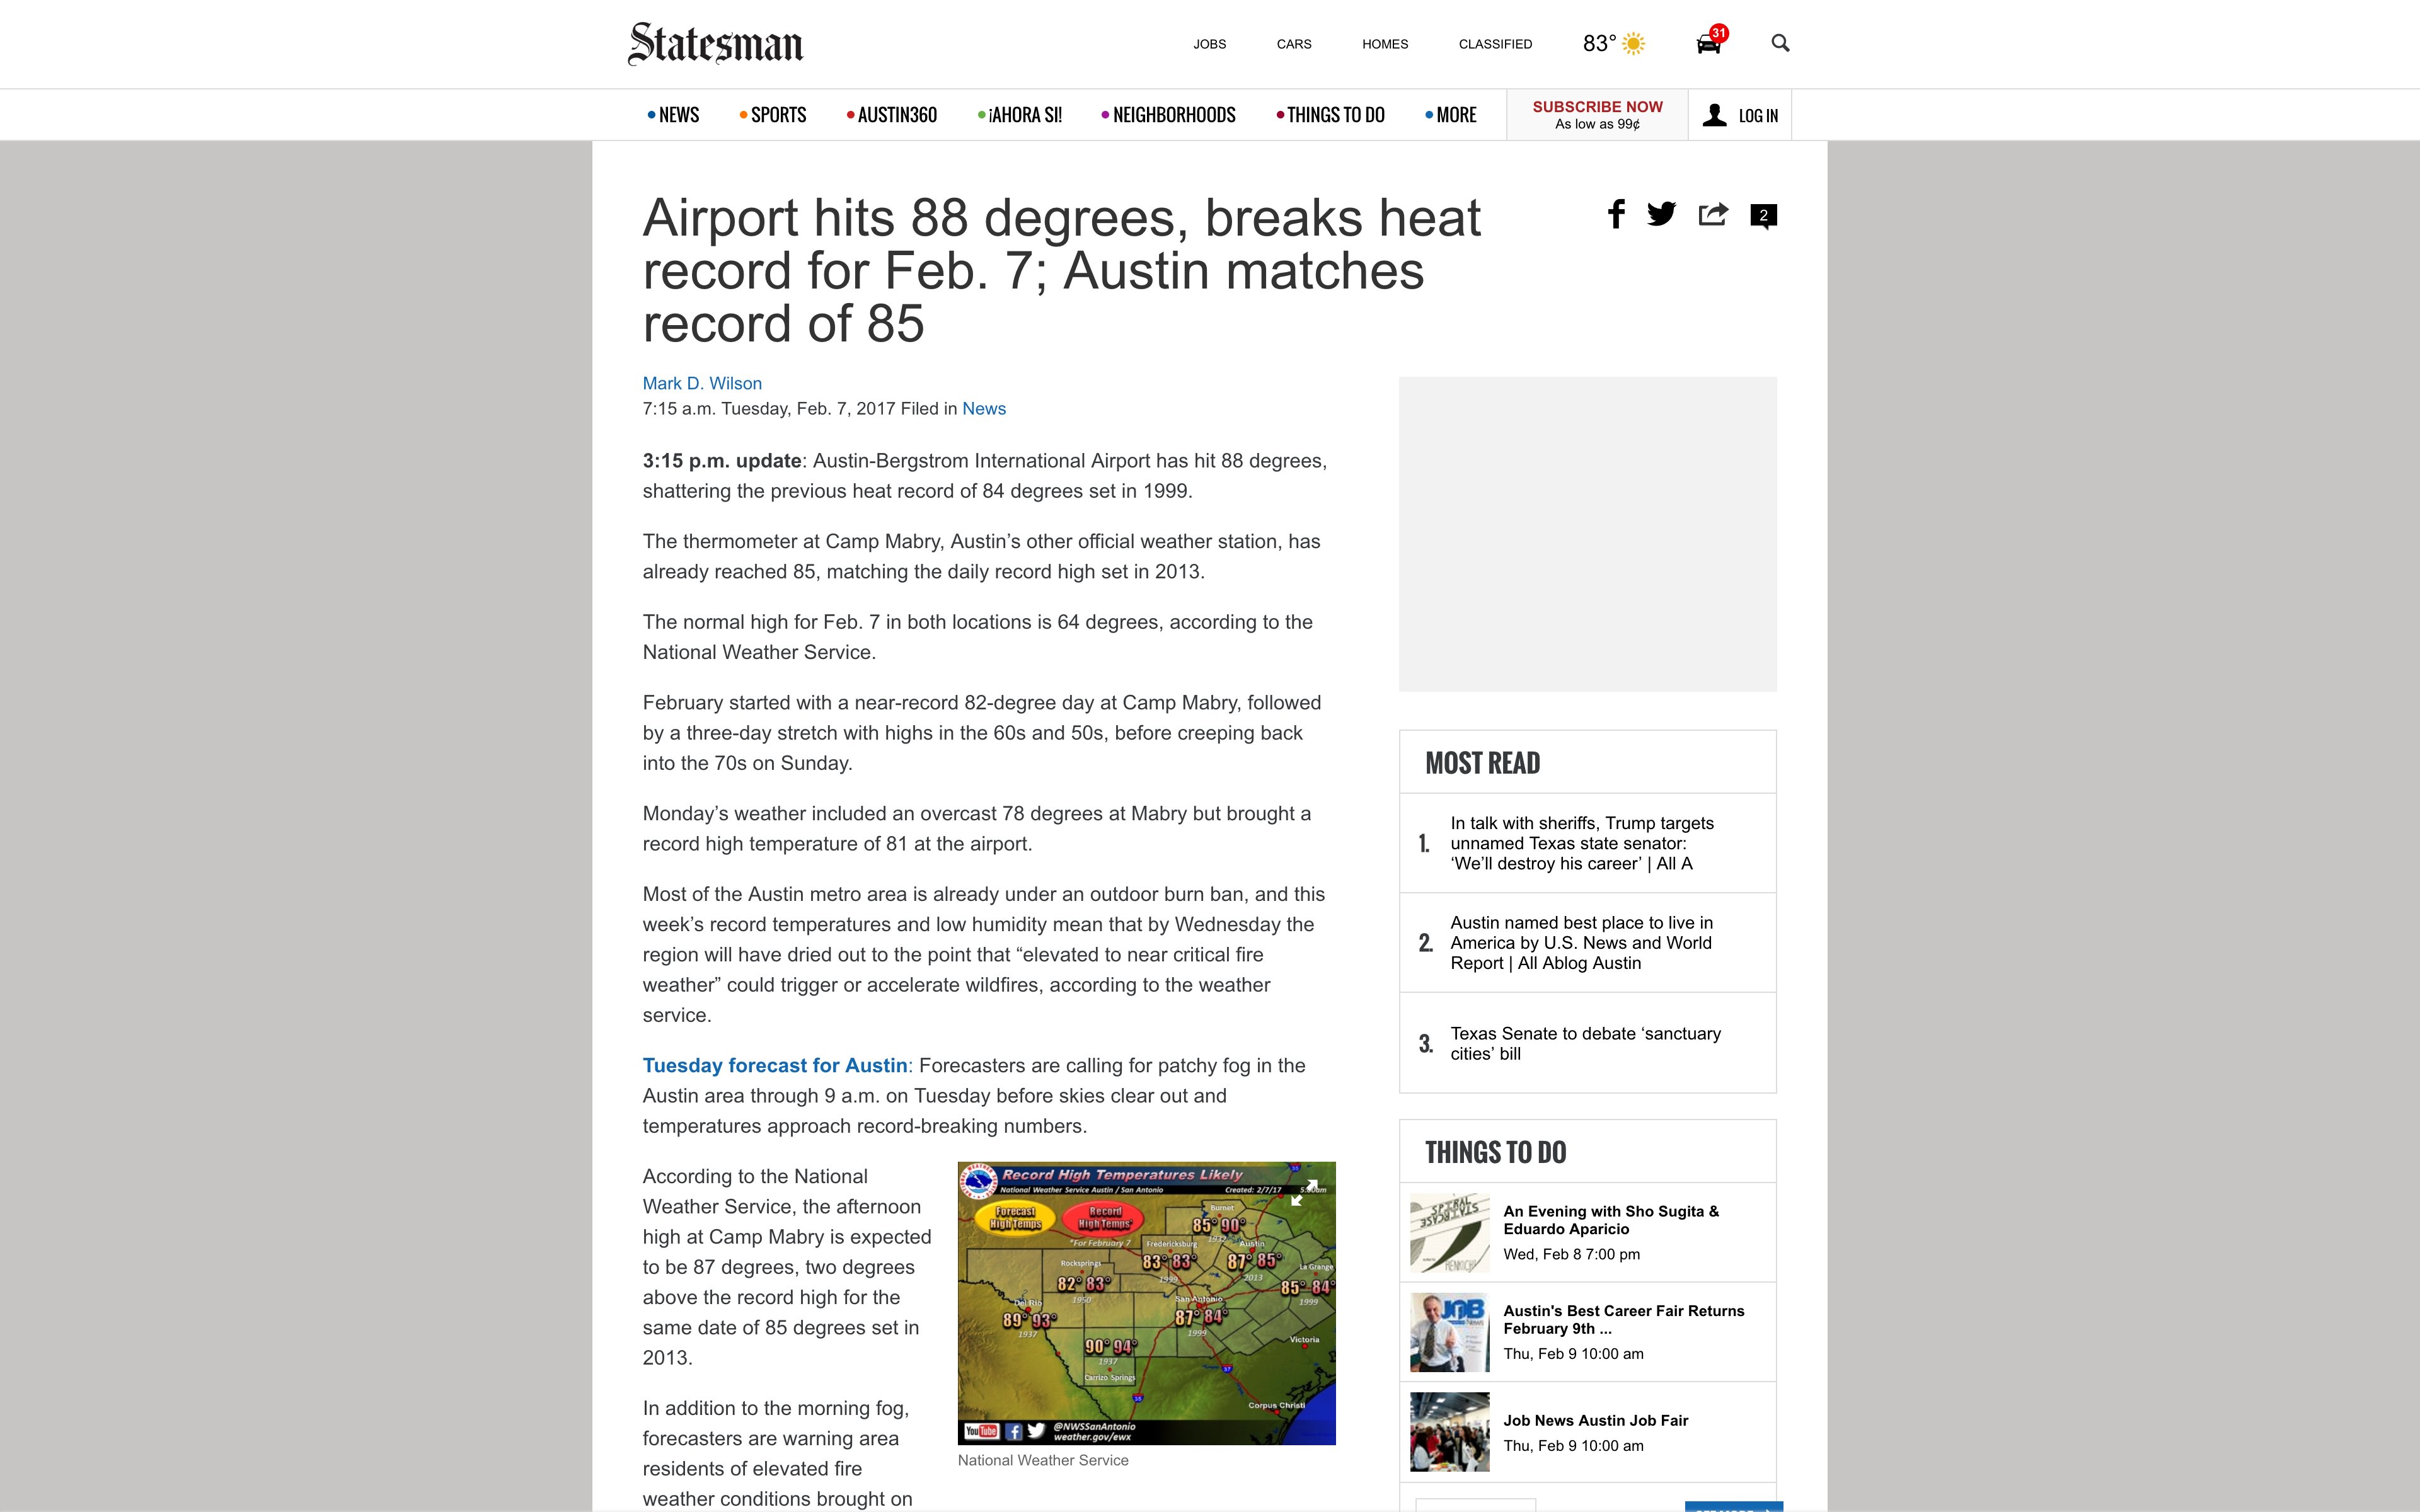 Statesman
JOBS CARS HOMES CLASSIFIED 83° 31
NEWS SPORTS AUSTIN360 ¡AHORA SI! NEIGHBORHOODS THINGS TO DO MORE
SUBSCRIBE NOW
As low as 99¢
LOG IN
Airport hits 88 degrees, breaks heat
record for Feb. 7; Austin matches
record of 85
2
Mark D. Wilson
7:15 a.m. Tuesday, Feb. 7, 2017 Filed in News
3:15 p.m. update: Austin-Bergstrom International Airport has hit 88 degrees,
shattering the previous heat record of 84 degrees set in 1999.
The thermometer at Camp Mabry, Austin’s other official weather station, has
already reached 85, matching the daily record high set in 2013.
The normal high for Feb. 7 in both locations is 64 degrees, according to the
National Weather Service.
February started with a near-record 82-degree day at Camp Mabry, followed
by a three-day stretch with highs in the 60s and 50s, before creeping back
into the 70s on Sunday.
Monday’s weather included an overcast 78 degrees at Mabry but brought a
record high temperature of 81 at the airport.
Most of the Austin metro area is already under an outdoor burn ban, and this
week’s record temperatures and low humidity mean that by Wednesday the
region will have dried out to the point that “elevated to near critical fire
weather” could trigger or accelerate wildfires, according to the weather
service.
Tuesday forecast for Austin: Forecasters are calling for patchy fog in the
Austin area through 9 a.m. on Tuesday before skies clear out and
temperatures approach record-breaking numbers.
According to the National
Weather Service, the afternoon
high at Camp Mabry is expected
to be 87 degrees, two degrees
above the record high for the
same date of 85 degrees set in
2013.
In addition to the morning fog,
forecasters are warning area
residents of elevated fire
weather conditions brought on
Record High Temperatures Likely
National Weather Service Austin / San Antonio Created: 2/7/17
Forecast
High Temps
Record
High Temps*
*For February 7
Burnet
85° 90°
1937
Fredericksburg
83° 83°
1999
Austin
87° 85°
2013
Rocksprings
82° 83°
1950
La Grange
85° 84°
1999
Del Rio
89° 93°
1937
San Antonio
87° 84°
1999
Victoria
90° 94°
1937
Carrizo Springs
Corpus Christi
YouTube @NWSSanAntonio
weather.gov/ewx
National Weather Service
MOST READ
1. In talk with sheriffs, Trump targets
unnamed Texas state senator:
‘We’ll destroy his career’ | All A
2. Austin named best place to live in
America by U.S. News and World
Report | All Ablog Austin
3. Texas Senate to debate ‘sanctuary
cities’ bill
THINGS TO DO
An Evening with Sho Sugita &
Eduardo Aparicio
Wed, Feb 8 7:00 pm
JOB
News
Austin's Best Career Fair Returns
February 9th ...
Thu, Feb 9 10:00 am
Job News Austin Job Fair
Thu, Feb 9 10:00 am